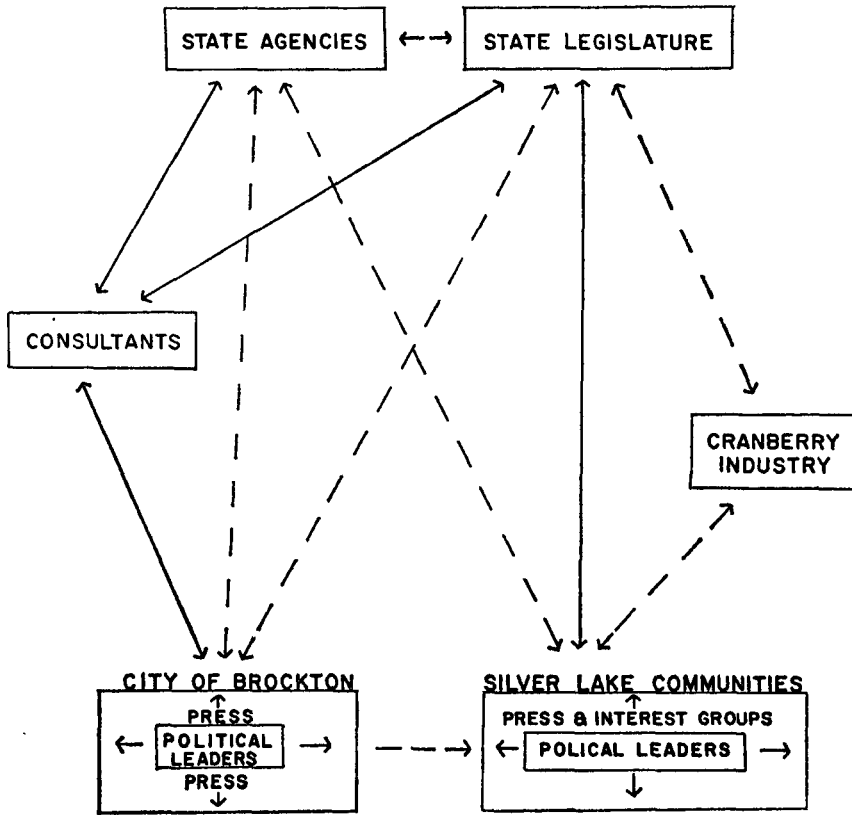 STATE AGENCIES
STATE LEGISLATURE
CONSULTANTS
CRANBERRY
INDUSTRY
CITY OF BROCKTON
PRESS
POLITICAL
LEADERS
PRESS
SILVER LAKE COMMUNITIES
PRESS & INTEREST GROUPS
POLICAL LEADERS